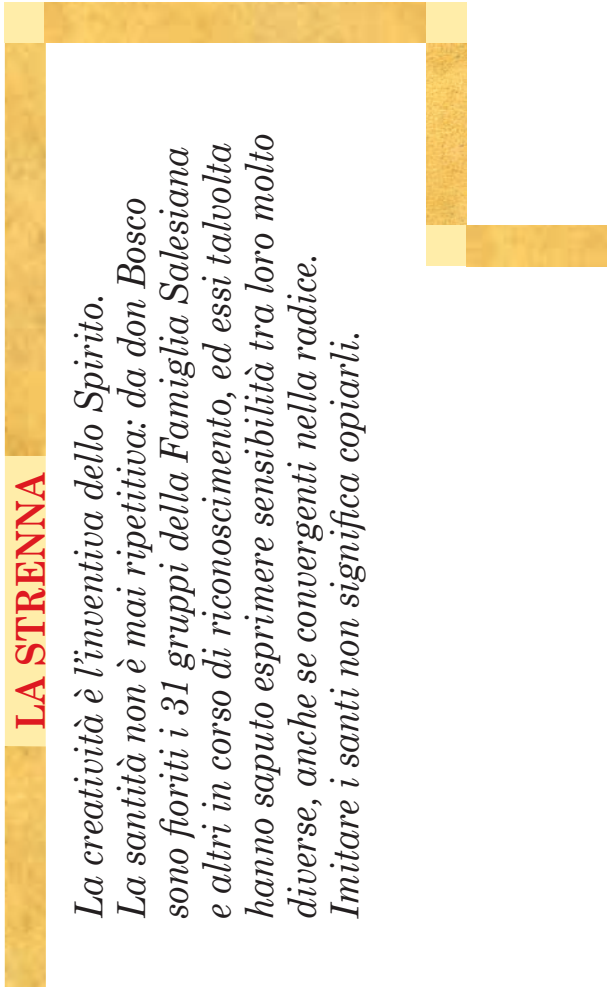 LA STRENNA
La creatività è l'inventiva dello Spirito.
La santità non è mai ripetitiva: da don Bosco
sono fioriti i 31 gruppi della Famiglia Salesiana
e altri in corso di riconoscimento, ed essi talvolta
hanno saputo esprimere sensibilità tra loro molto
diverse, anche se convergenti nella radice.
Imitare i santi non significa copiarli.